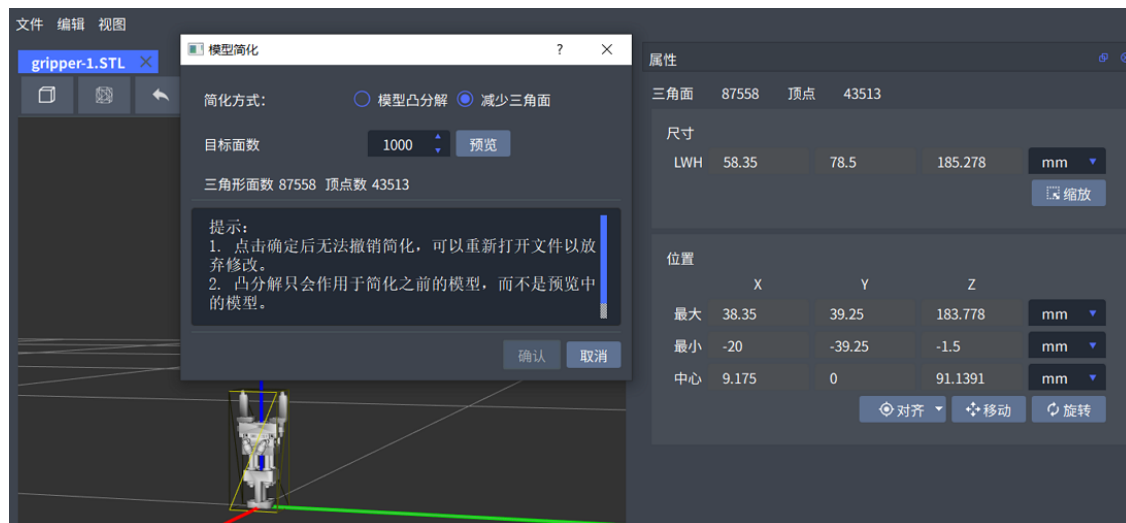 文件 编辑 视图
gripper-1.STL
模型简化
简化方式：
模型凸分解 减少三角面
目标面数 1000 预览
三角形面数 87558 顶点数 43513
提示：
1. 点击确定后无法撤销简化，可以重新打开文件以放
弃修改。
2. 凸分解只会作用于简化之前的模型，而不是预览中
的模型。
确认 取消
属性
三角面 87558 顶点 43513
尺寸
LWH 58.35 78.5 185.278 mm
缩放
位置
X Y Z
最大 38.35 39.25 183.778 mm
最小 -20 -39.25 -1.5 mm
中心 9.175 0 91.1391 mm
对齐 移动 旋转